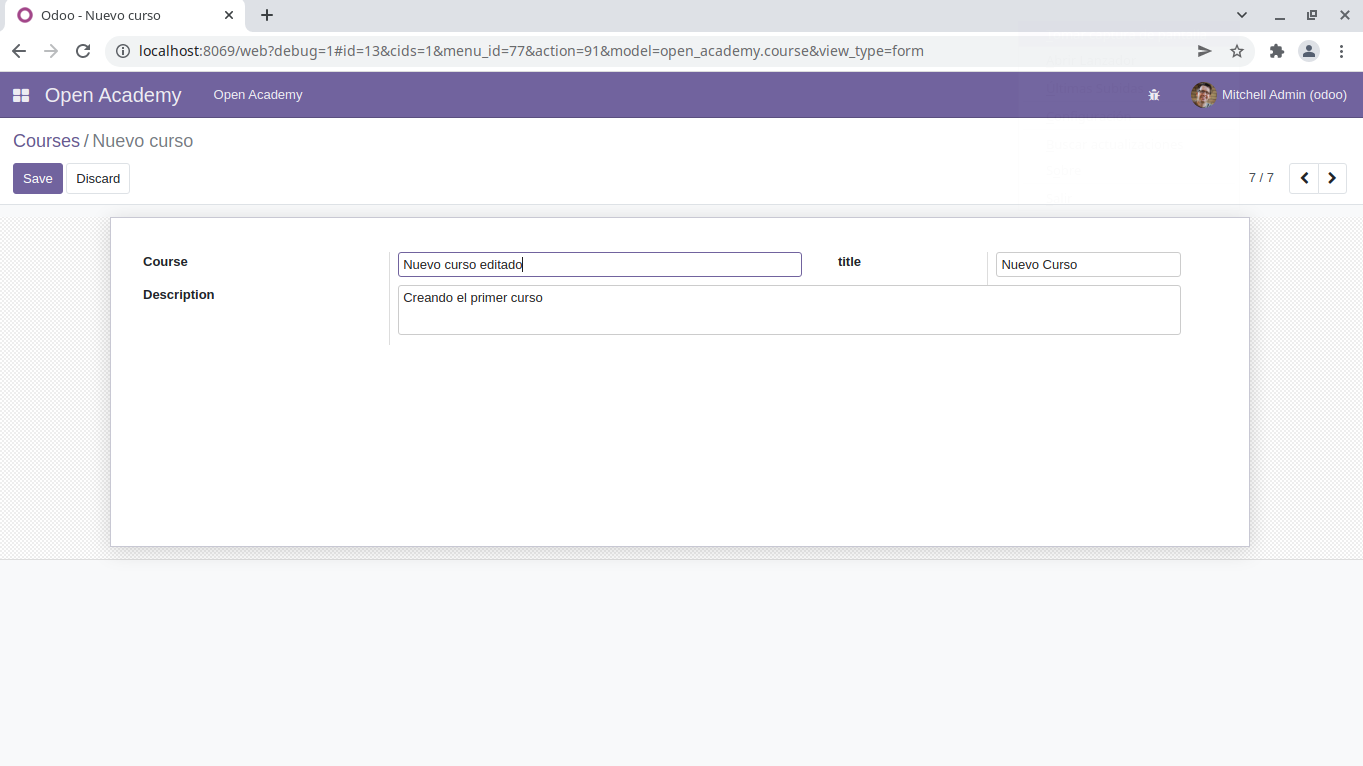 Odoo - Nuevo curso
localhost:8069/web?debug=1#id=13&cids=1&menu_id=77&action=91&model=open_academy.course&view_type=form
Open Academy Open Academy Mitchell Admin (odoo)
Courses / Nuevo curso
Save Discard 7 / 7
Course Nuevo curso editado title Nuevo Curso
Description Creando el primer curso